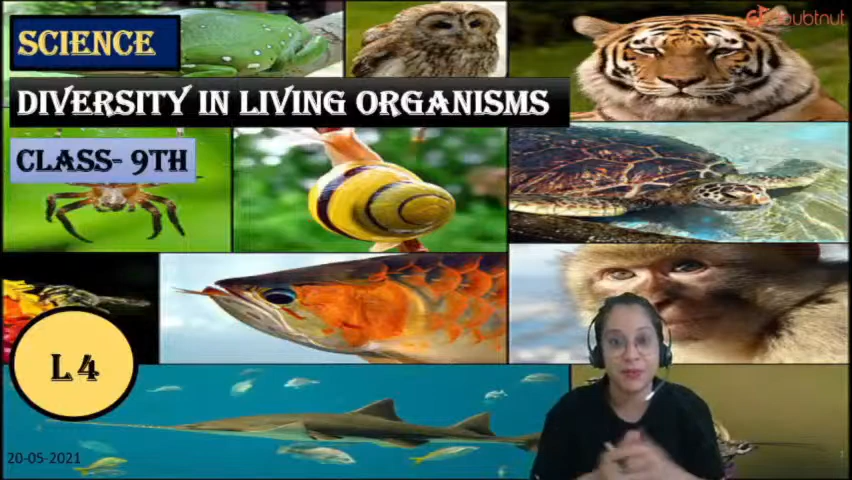 SCIENCE
doubtnut
DIVERSITY IN LIVING ORGANISMS
CLASS- 9TH
L 4
20-05-2021